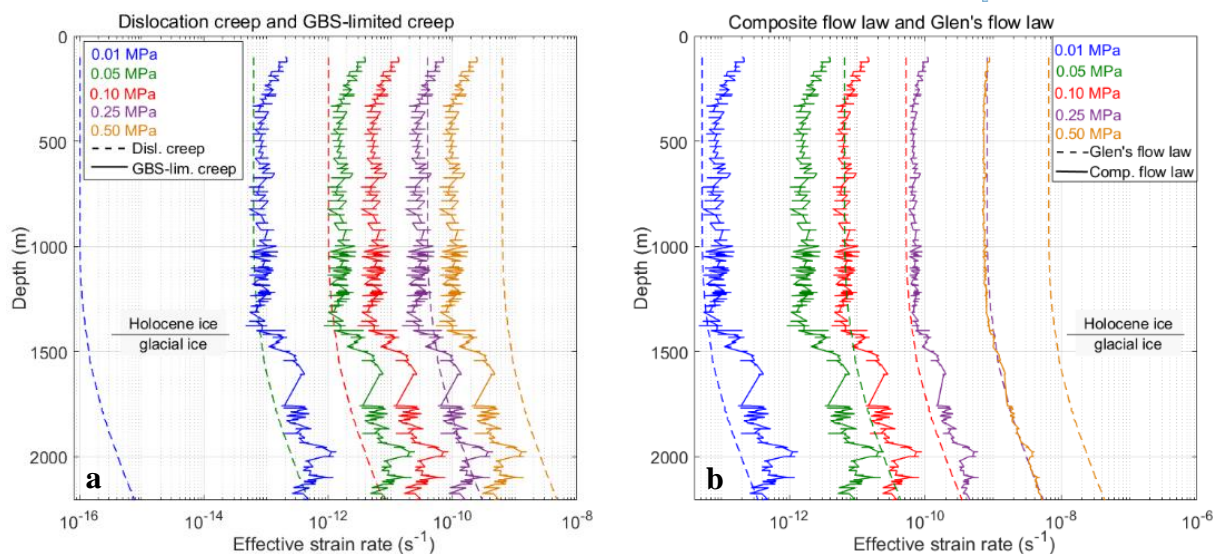 Dislocation creep and GBS-limited creep
0
500
1000
1500
2000
Depth (m)
0.01 MPa
0.05 MPa
0.10 MPa
0.25 MPa
0.50 MPa
Disl. creep
GBS-lim. creep
Holocene ice
glacial ice
a
10-16
10-14
10-12
10-10
10-8
Effective strain rate (s-1)
Composite flow law and Glen's flow law
0
500
1000
1500
2000
Depth (m)
0.01 MPa
0.05 MPa
0.10 MPa
0.25 MPa
0.50 MPa
Glen's flow law
Comp. flow law
Holocene ice
glacial ice
b
10-12
10-10
10-8
10-6
Effective strain rate (s-1)